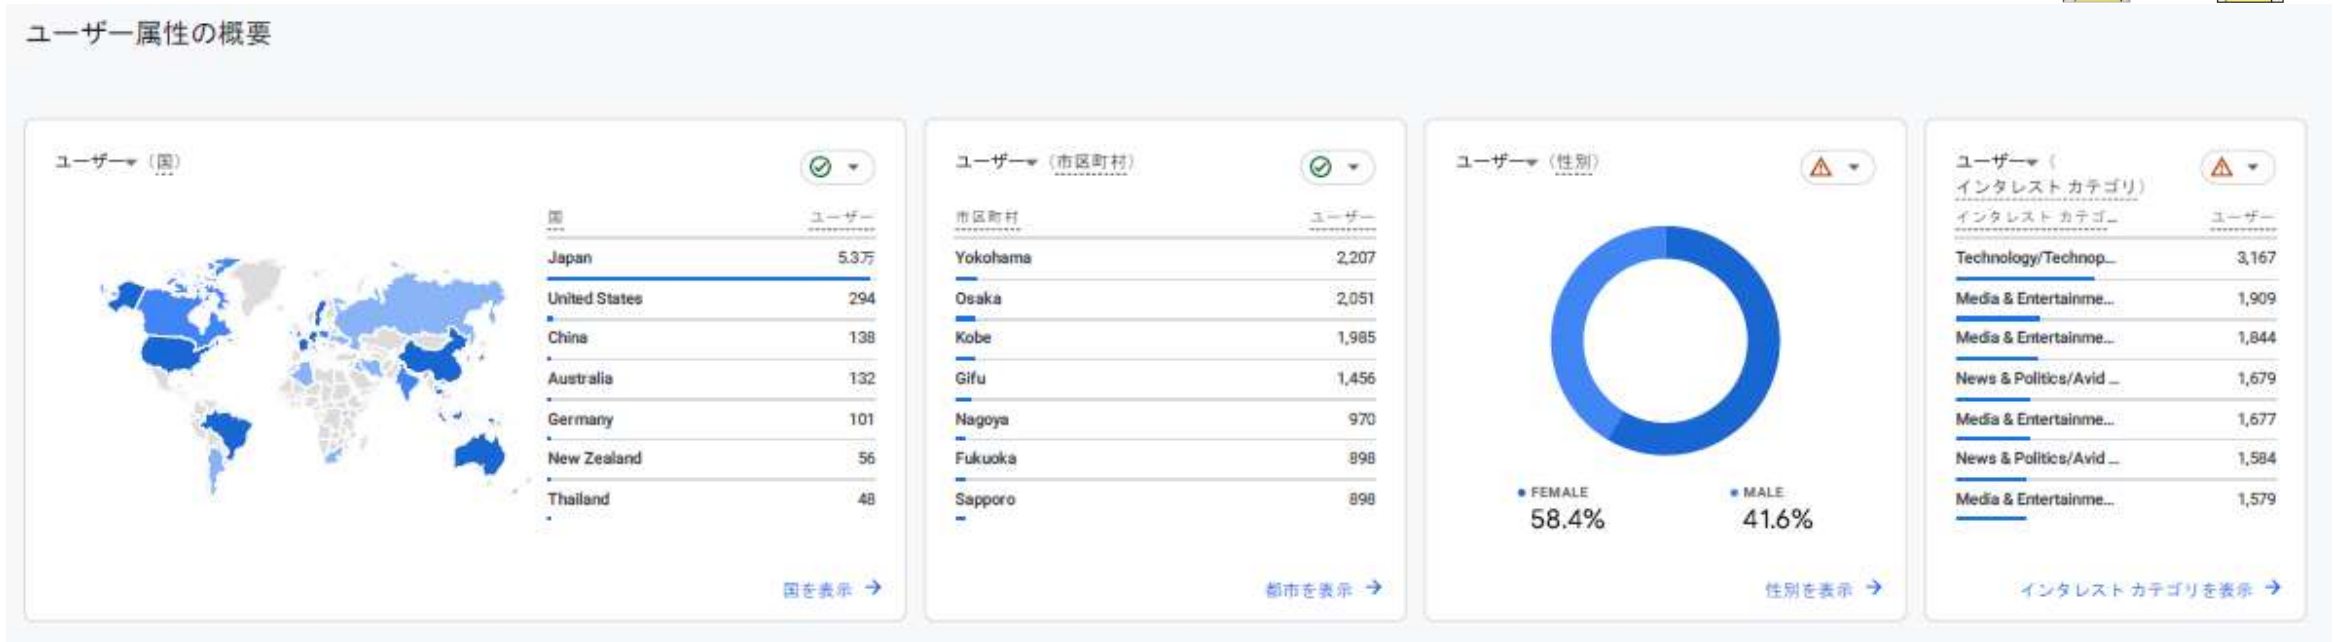 ユーザー属性の概要
ユーザー（国）
国 ユーザー
Japan 5.3万
United States 294
China 138
Australia 132
Germany 101
New Zealand 56
Thailand 48
国を表示
ユーザー（市区町村）
市区町村 ユーザー
Yokohama 2,207
Osaka 2,051
Kobe 1,985
Gifu 1,456
Nagoya 970
Fukuoka 898
Sapporo 898
都市を表示
ユーザー（性別）
FEMALE MALE
58.4% 41.6%
性別を表示
ユーザー（
インタレスト カテゴリ）
インタレスト カテゴ… ユーザー
Technology/Technop… 3,167
Media & Entertainme… 1,909
Media & Entertainme… 1,844
News & Politics/Avid … 1,679
Media & Entertainme… 1,677
News & Politics/Avid … 1,584
Media & Entertainme… 1,579
インタレスト カテゴリを表示